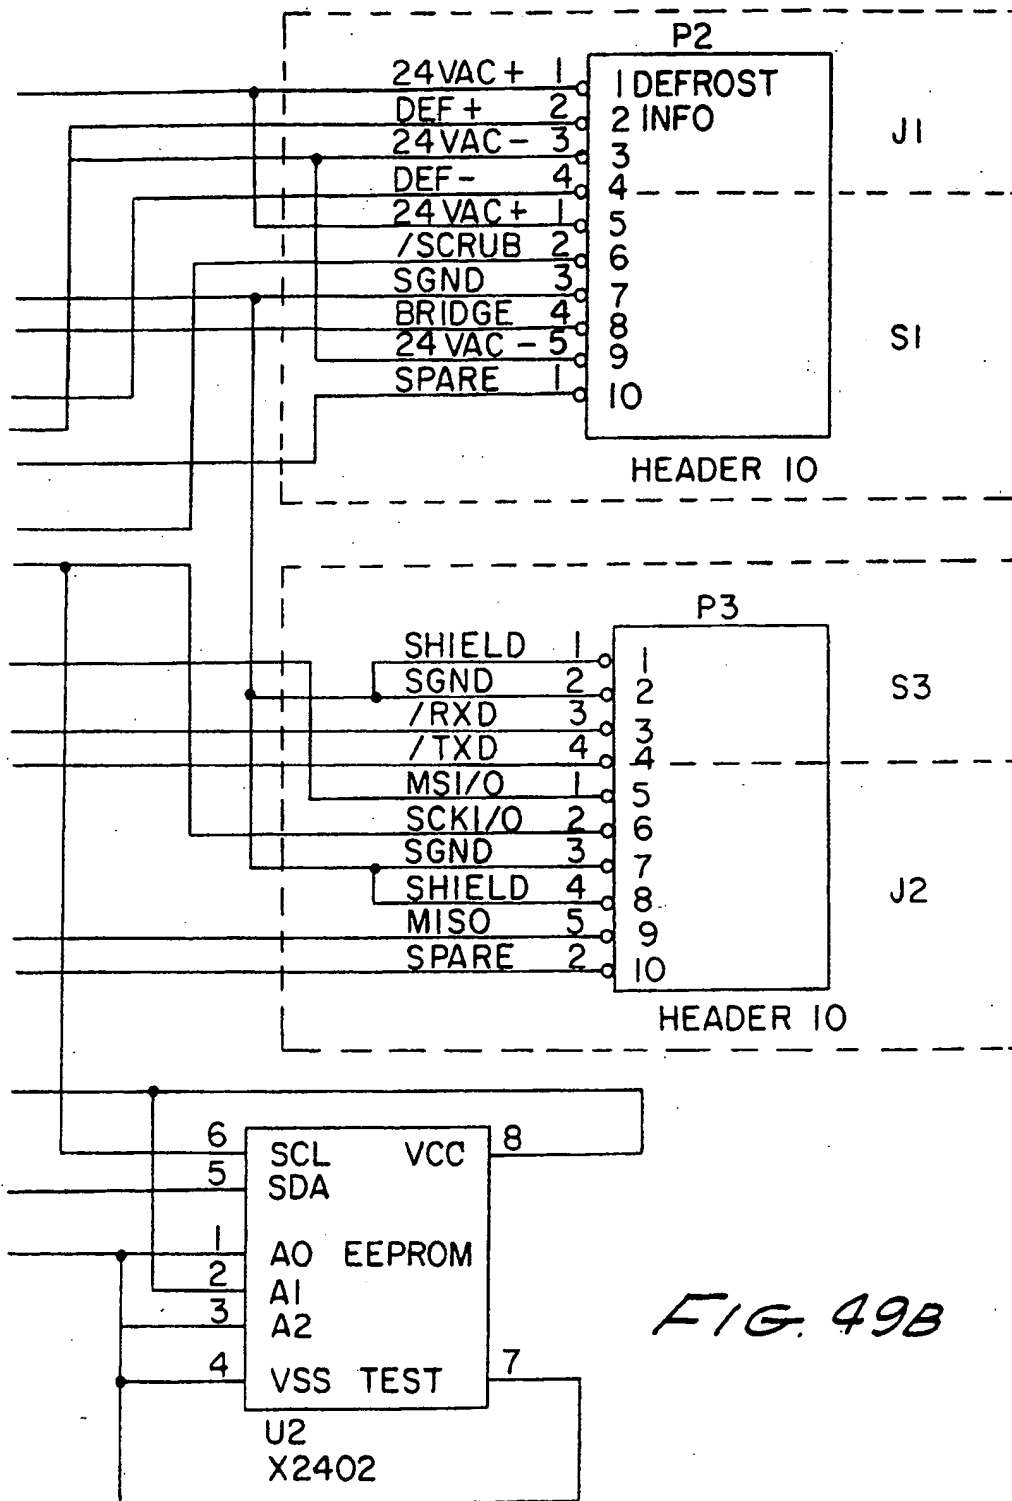 P2
24VAC+ 1 1 DEFROST
DEF+ 2 2 INFO
J1
24VAC- 3 3
DEF- 4 4
24VAC+ 1 5
/SCRUB 2 6
SGND 3 7
BRIDGE 4 8
S1
24VAC- 5 9
SPARE 1 10
HEADER 10
P3
SHIELD 1 1
SGND 2 2
S3
/RXD 3 3
/TXD 4 4
MSI/O 1 5
SCKI/O 2 6
SGND 3 7
SHIELD 4 8
J2
MISO 5 9
SPARE 2 10
HEADER 10
6 SCL VCC 8
5 SDA
1 A0 EEPROM
2 A1
3 A2
4 VSS TEST 7
U2
X2402
FIG. 49B